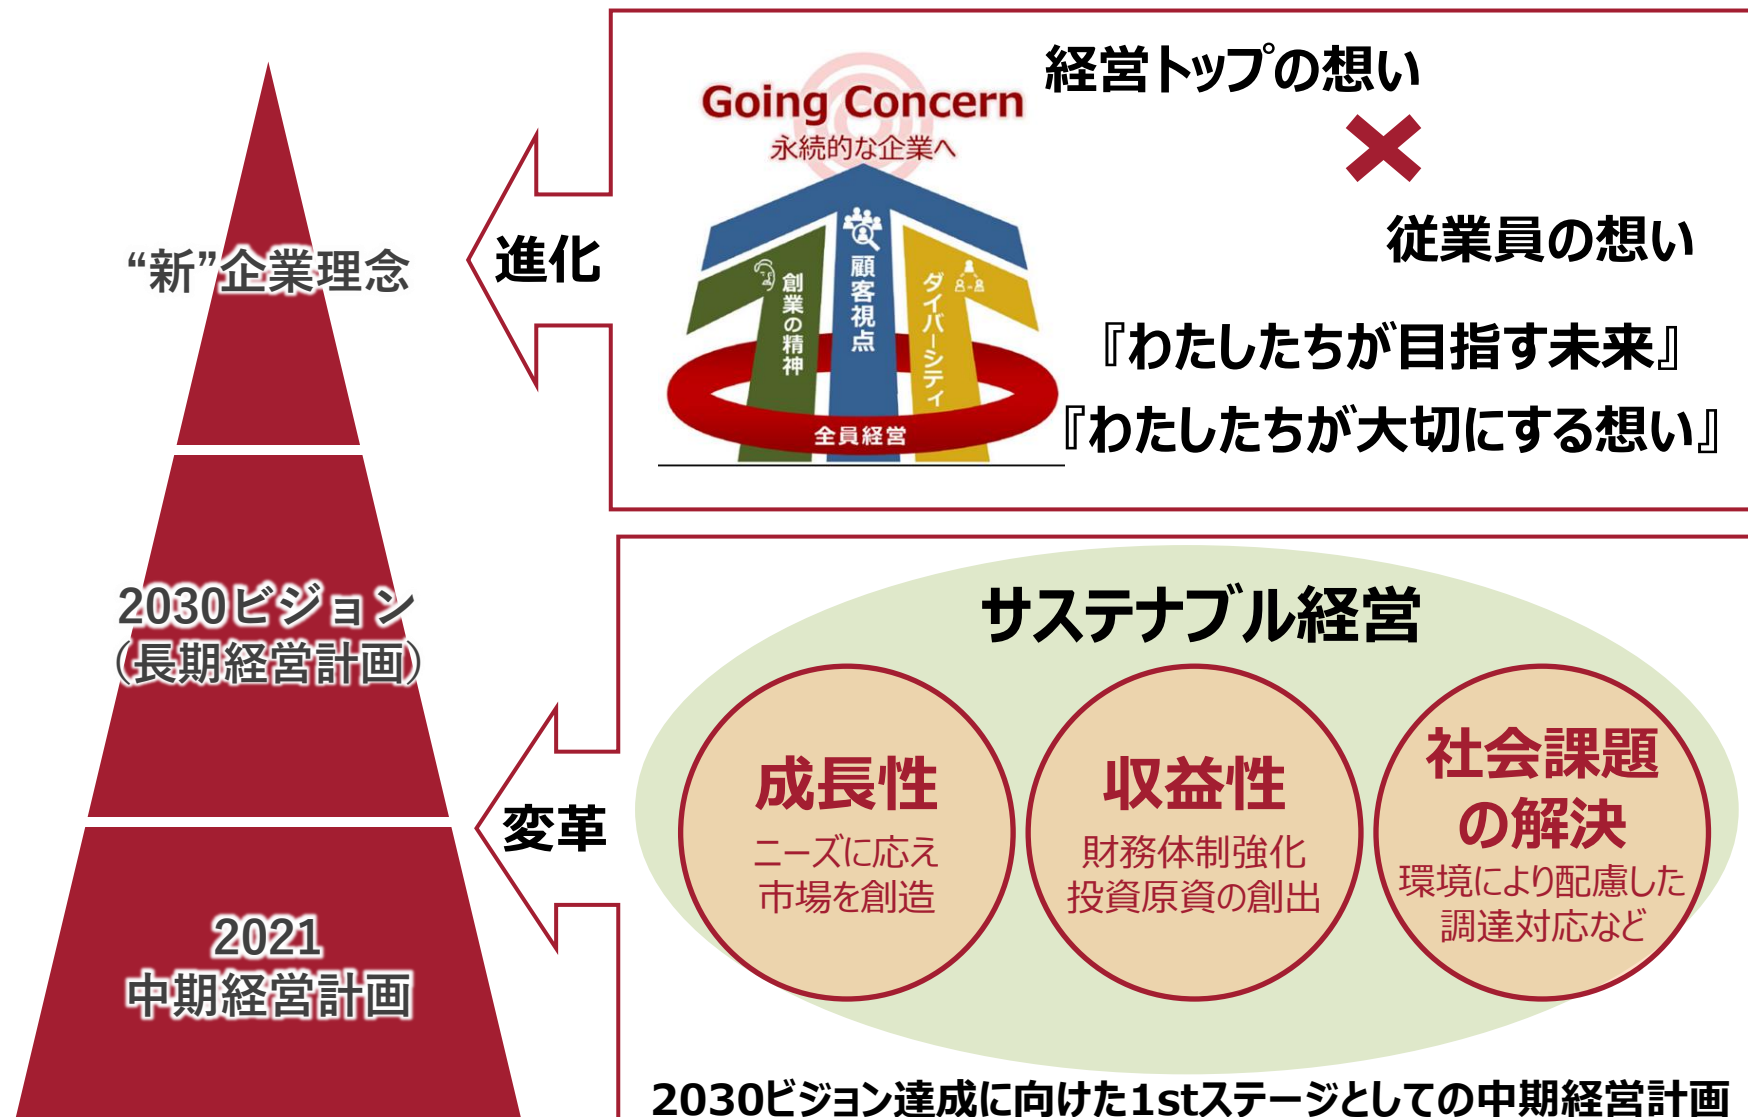 “新”企業理念
2030ビジョン
（長期経営計画）
2021
中期経営計画
進化
Going Concern
永続的な企業へ
創業の精神
顧客視点
ダイバーシティ
全員経営
経営トップの想い
×
従業員の想い
『わたしたちが目指す未来』
『わたしたちが大切にする想い』
変革
サステナブル経営
成長性
ニーズに応え
市場を創造
収益性
財務体制強化
投資原資の創出
社会課題
の解決
環境により配慮した
調達対応など
2030ビジョン達成に向けた1stステージとしての中期経営計画